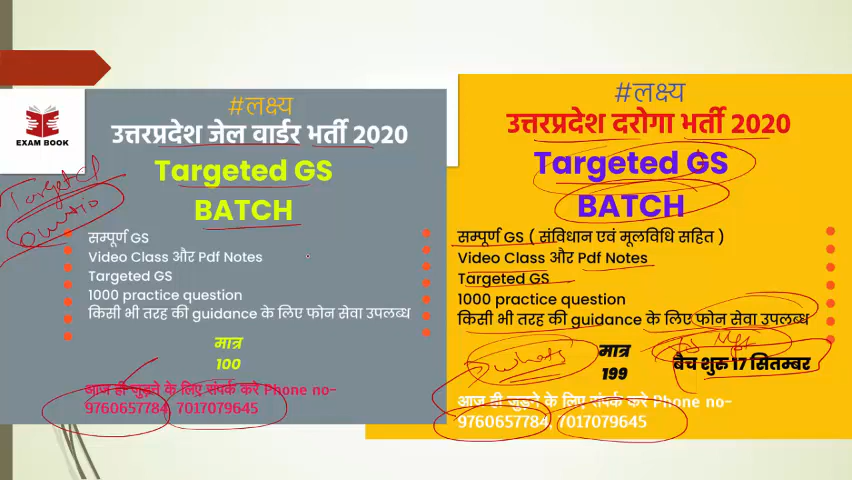 EXAM BOOK
#लक्ष्य
उत्तरप्रदेश जेल वार्डर भर्ती 2020
Targeted GS
BATCH
Targeted
सम्पूर्ण GS
Video Class और Pdf Notes
Targeted GS
1000 practice question
किसी भी तरह की guidance के लिए फोन सेवा उपलब्ध
मात्र
100
आज ही जुड़ने के लिए संपर्क करे Phone no-
9760657784, 7017079645
#लक्ष्य
उत्तरप्रदेश दरोगा भर्ती 2020
Targeted GS
BATCH
सम्पूर्ण GS ( संविधान एवं मूलविधि सहित )
Video Class और Pdf Notes
Targeted GS
1000 practice question
किसी भी तरह की guidance के लिए फोन सेवा उपलब्ध
मात्र
199
बैच शुरु 17 सितम्बर
आज ही जुड़ने के लिए संपर्क करे Phone no-
9760657784, 7017079645